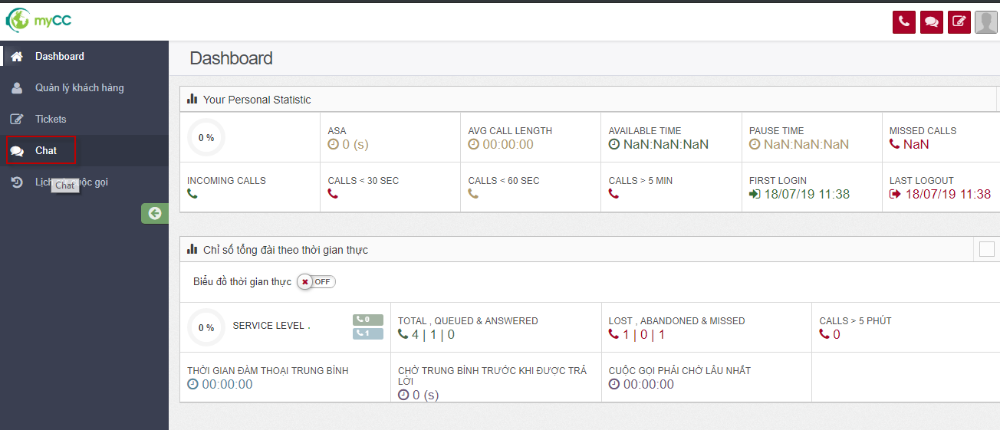 myCC
Dashboard
Quản lý khách hàng
Tickets
Chat
Chat
cuộc gọi
Dashboard
Your Personal Statistic
0 %
ASA
0 (s)
AVG CALL LENGTH
00:00:00
AVAILABLE TIME
NaN:NaN:NaN
PAUSE TIME
NaN:NaN:NaN
MISSED CALLS
NaN
INCOMING CALLS
CALLS < 30 SEC
CALLS < 60 SEC
CALLS > 5 MIN
FIRST LOGIN
18/07/19 11:38
LAST LOGOUT
18/07/19 11:38
Chỉ số tổng đài theo thời gian thực
Biểu đồ thời gian thực
OFF
0 %
SERVICE LEVEL .
0
1
TOTAL , QUEUED & ANSWERED
4 | 1 | 0
LOST , ABANDONED & MISSED
1 | 0 | 1
CALLS > 5 PHÚT
0
THỜI GIAN ĐÀM THOẠI TRUNG BÌNH
00:00:00
CHỜ TRUNG BÌNH TRƯỚC KHI ĐƯỢC TRẢ
LỜI
0 (s)
CUỘC GỌI PHẢI CHỜ LÂU NHẤT
00:00:00